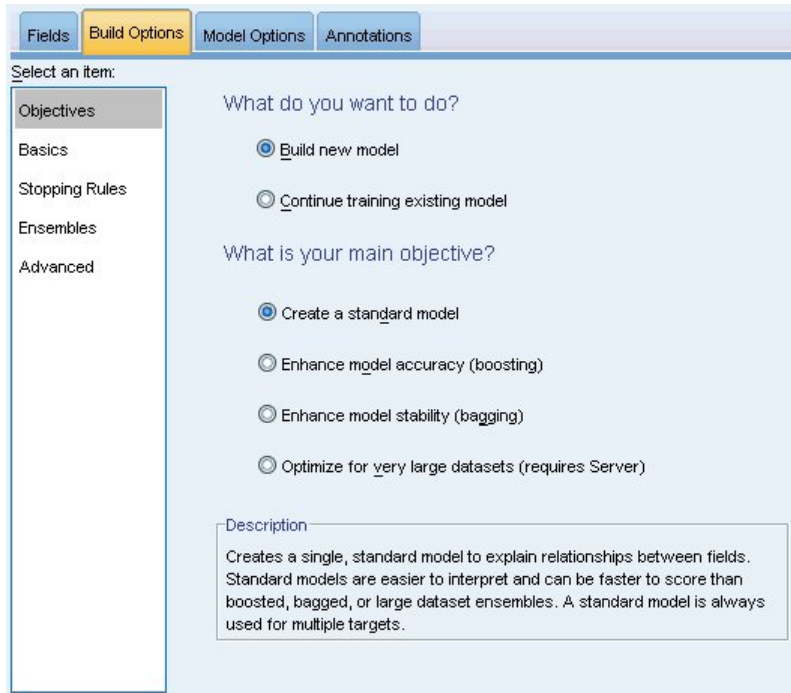 Fields Build Options Model Options Annotations
Select an item:
Objectives
Basics
Stopping Rules
Ensembles
Advanced
What do you want to do?
Build new model
Continue training existing model
What is your main objective?
Create a standard model
Enhance model accuracy (boosting)
Enhance model stability (bagging)
Optimize for very large datasets (requires Server)
Description
Creates a single, standard model to explain relationships between fields.
Standard models are easier to interpret and can be faster to score than
boosted, bagged, or large dataset ensembles. A standard model is always
used for multiple targets.